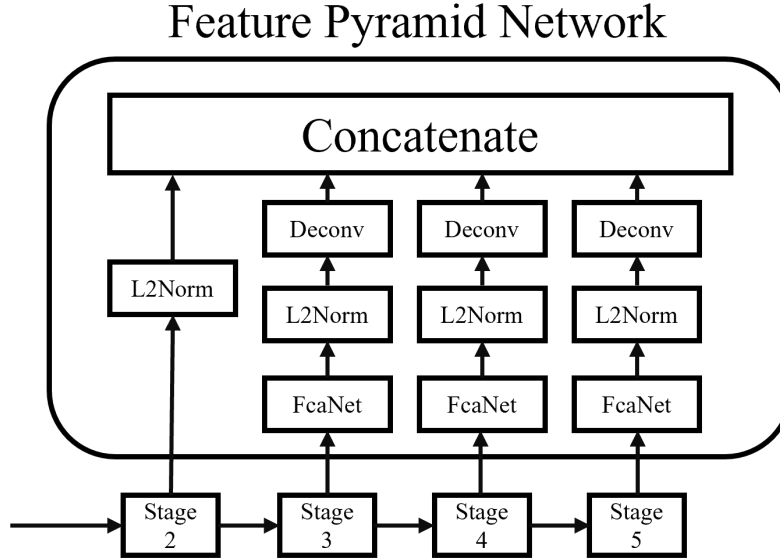 Feature Pyramid Network
Concatenate
Deconv Deconv Deconv
L2Norm
L2Norm L2Norm L2Norm
FcaNet FcaNet FcaNet
Stage 2
Stage 3
Stage 4
Stage 5